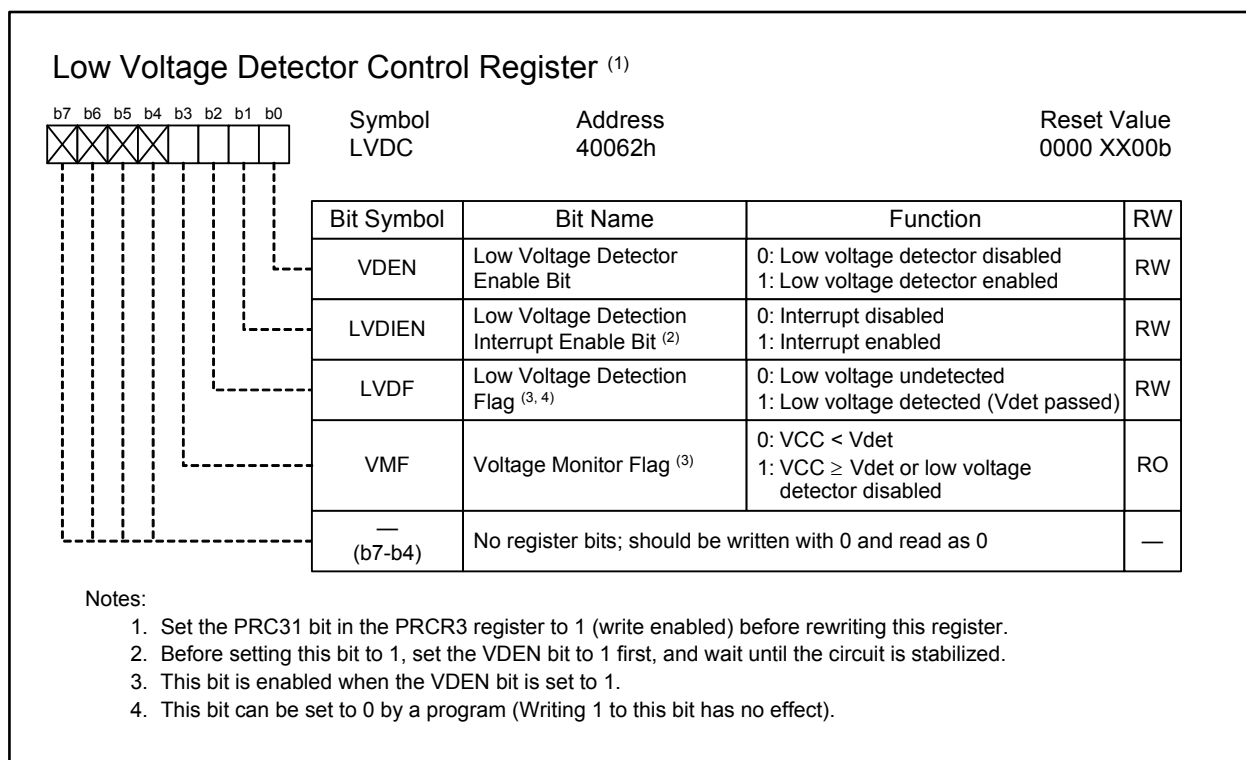 Low Voltage Detector Control Register (1)
b7 b6 b5 b4 b3 b2 b1 b0
Symbol Address Reset Value
LVDC 40062h 0000 XX00b
Bit Symbol Bit Name Function RW
VDEN Low Voltage Detector Enable Bit 0: Low voltage detector disabled RW
1: Low voltage detector enabled
LVDIEN Low Voltage Detection Interrupt Enable Bit (2) 0: Interrupt disabled RW
1: Interrupt enabled
LVDF Low Voltage Detection Flag (3, 4) 0: Low voltage undetected RW
1: Low voltage detected (Vdet passed)
VMF Voltage Monitor Flag (3) 0: VCC < Vdet RO
1: VCC ≥ Vdet or low voltage
detector disabled
— (b7-b4) No register bits; should be written with 0 and read as 0 —
Notes:
1. Set the PRC31 bit in the PRCR3 register to 1 (write enabled) before rewriting this register.
2. Before setting this bit to 1, set the VDEN bit to 1 first, and wait until the circuit is stabilized.
3. This bit is enabled when the VDEN bit is set to 1.
4. This bit can be set to 0 by a program (Writing 1 to this bit has no effect).